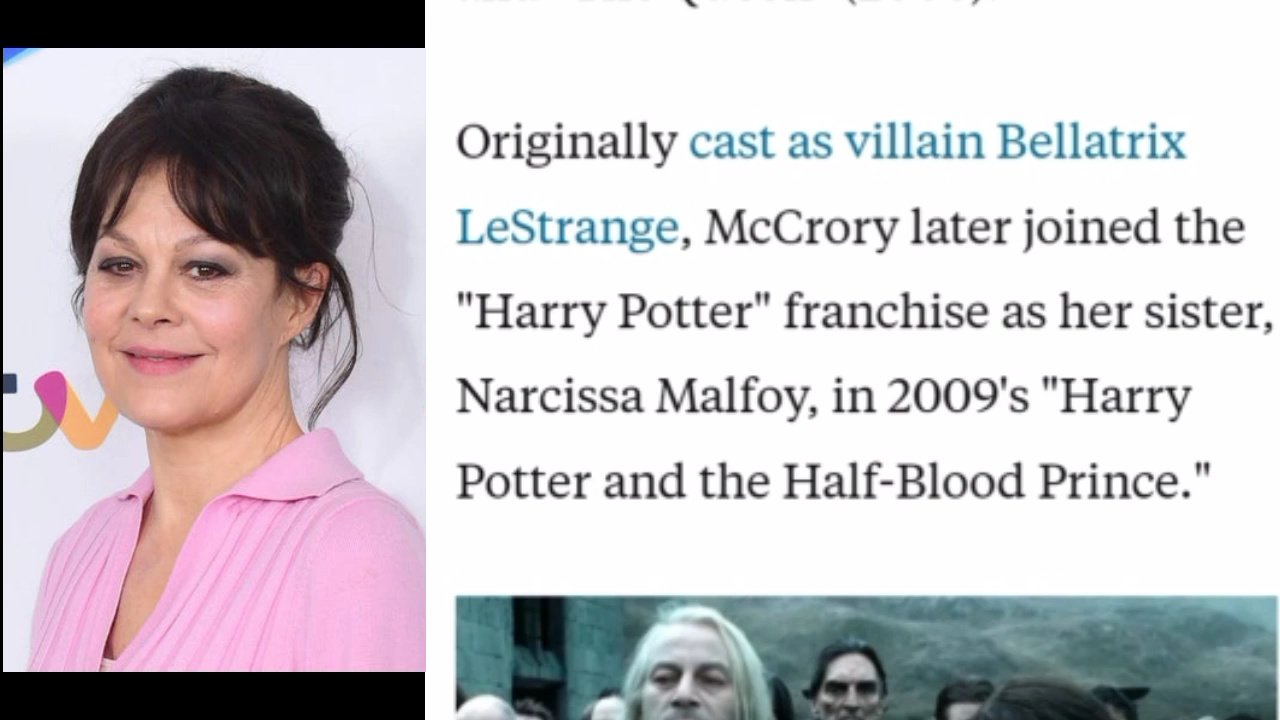 itv
Originally cast as villain Bellatrix
LeStrange, McCrory later joined the
"Harry Potter" franchise as her sister,
Narcissa Malfoy, in 2009's "Harry
Potter and the Half-Blood Prince."